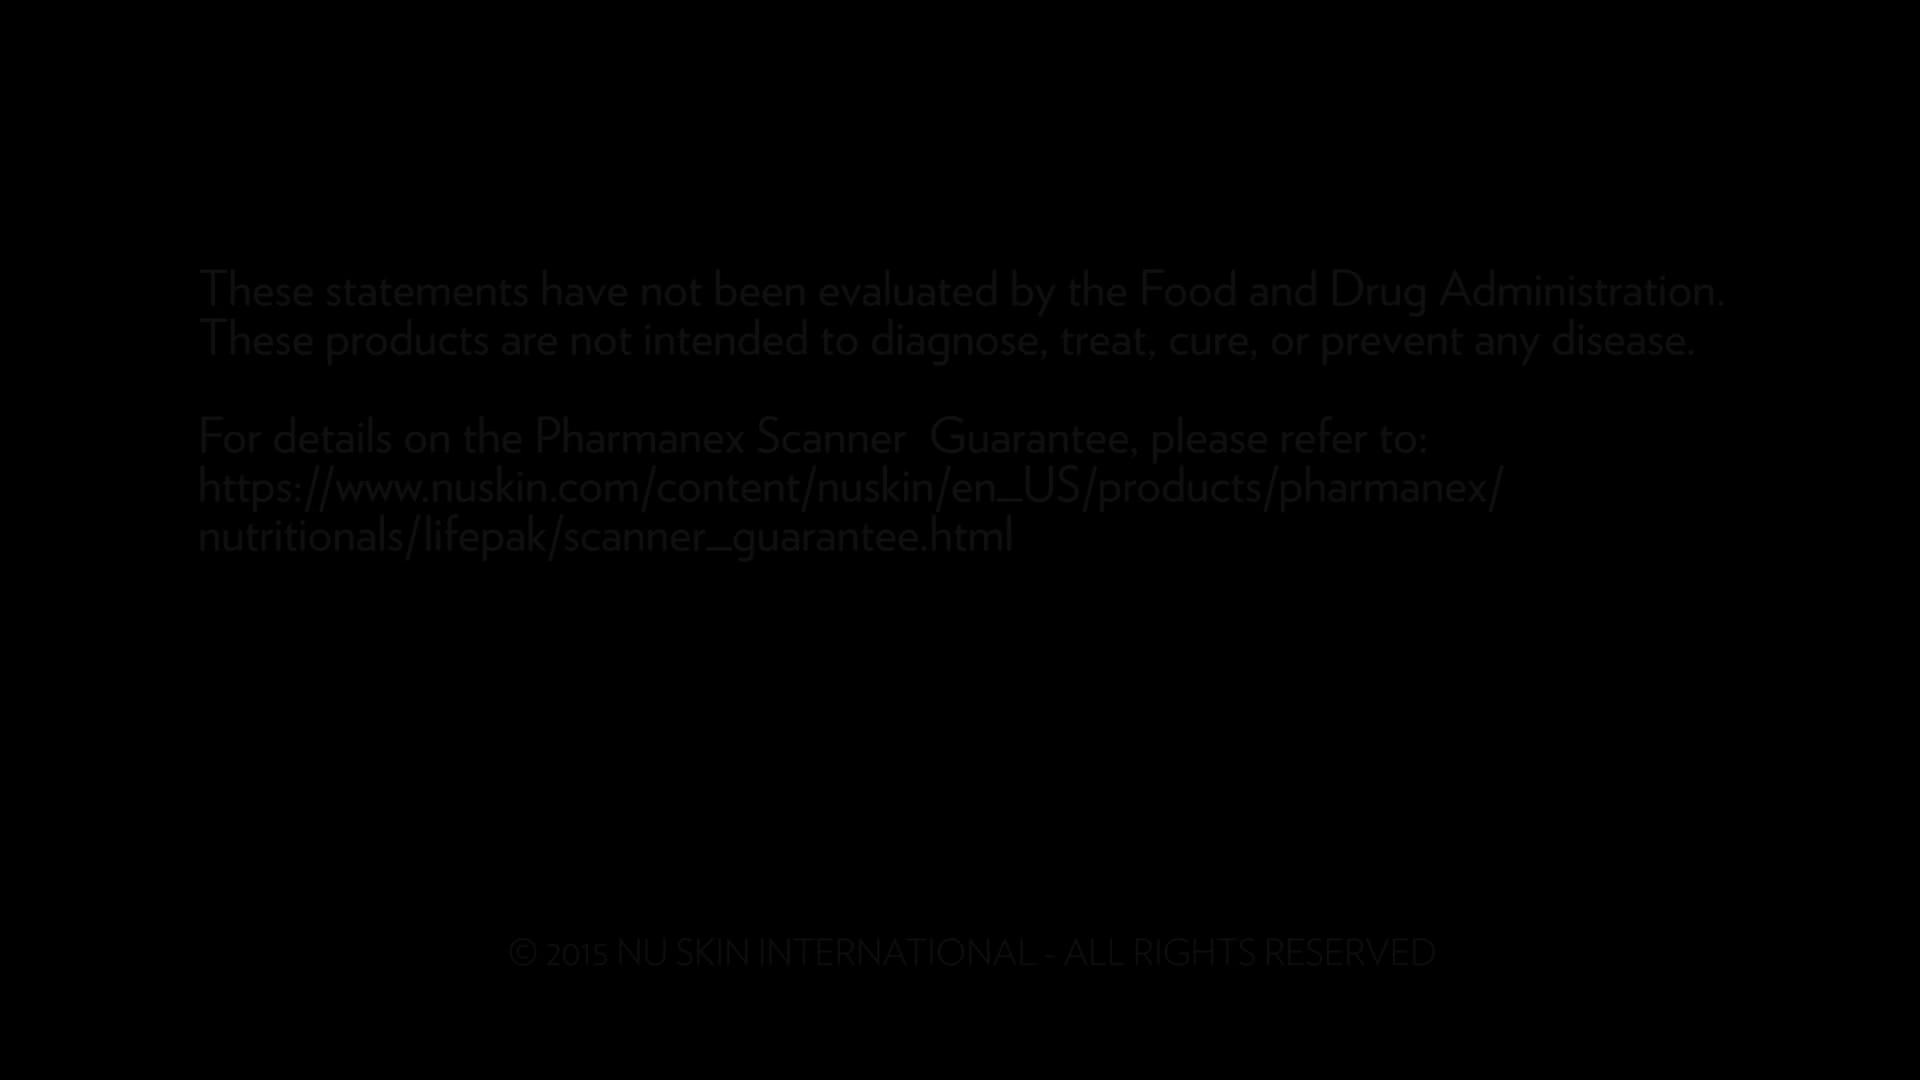 These statements have not been evaluated by the Food and Drug Administration.
These products are not intended to diagnose, treat, cure, or prevent any disease.
For details on the Pharmanex Scanner  Guarantee, please refer to:
https://www.nuskin.com/content/nuskin/en_US/products/pharmanex/
nutritionals/lifepak/scanner_guarantee.html
© 2015 NU SKIN INTERNATIONAL - ALL RIGHTS RESERVED